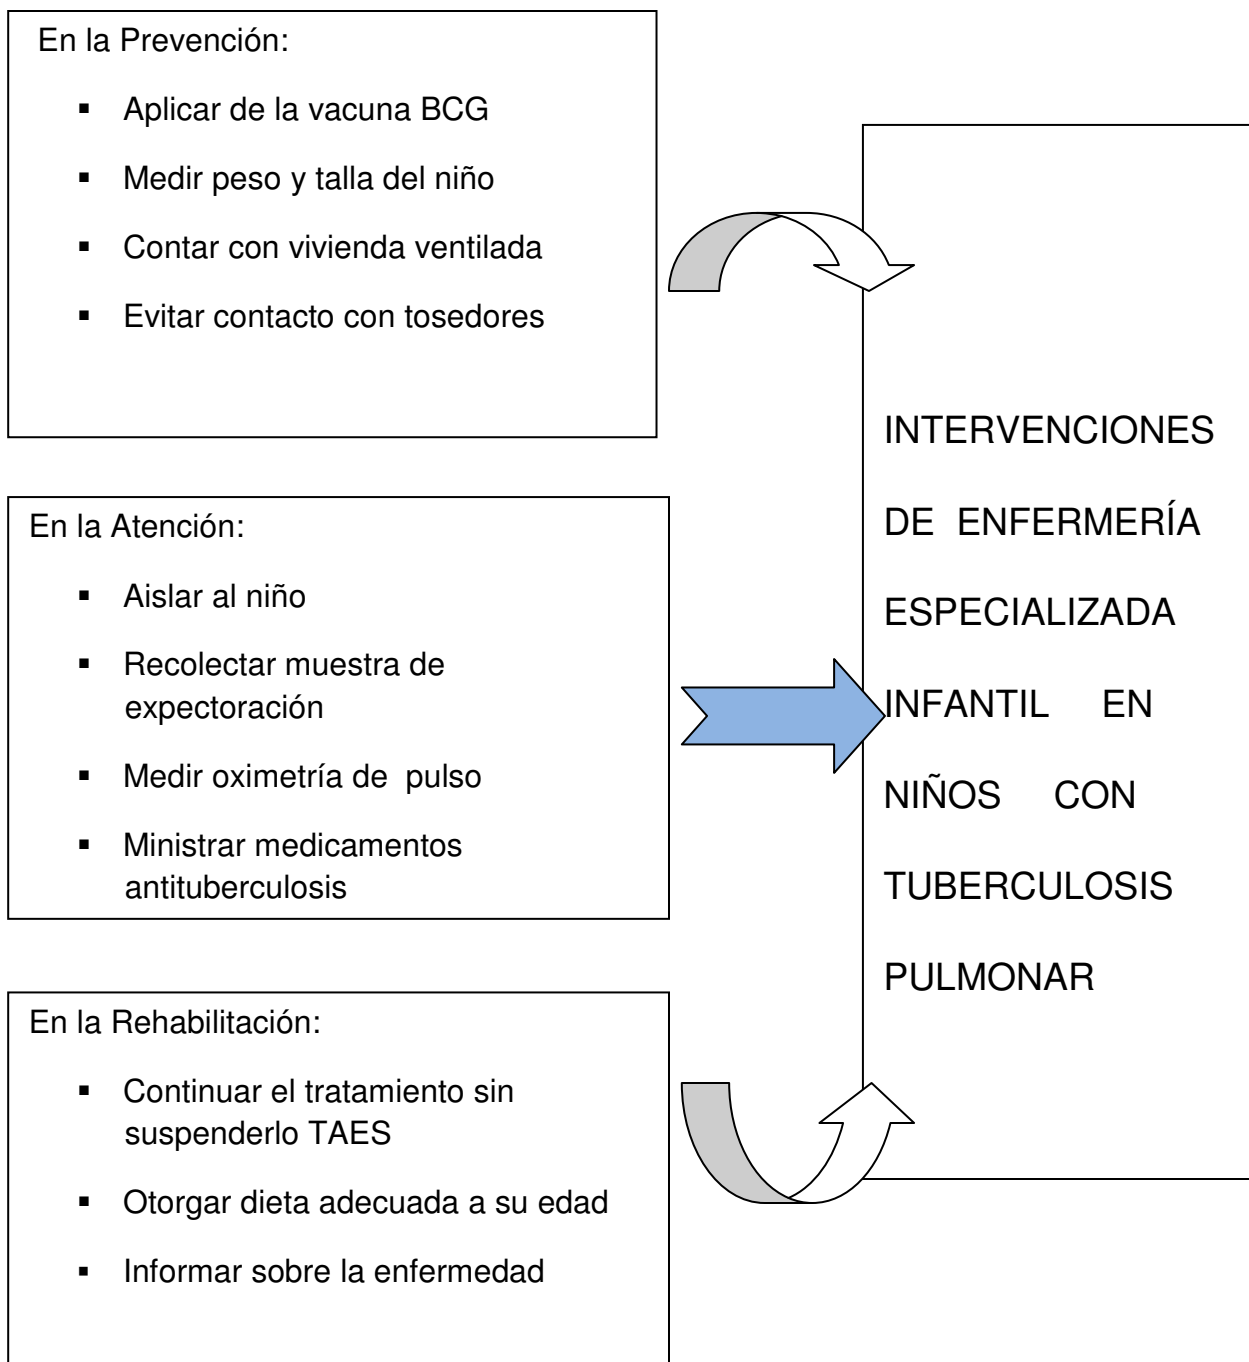 En la Prevención:
▪ Aplicar de la vacuna BCG
▪ Medir peso y talla del niño
▪ Contar con vivienda ventilada
▪ Evitar contacto con tosedores
En la Atención:
▪ Aislar al niño
▪ Recolectar muestra de
expectoración
▪ Medir oximetría de pulso
▪ Ministrar medicamentos
antituberculosis
En la Rehabilitación:
▪ Continuar el tratamiento sin
suspenderlo TAES
▪ Otorgar dieta adecuada a su edad
▪ Informar sobre la enfermedad
INTERVENCIONES
DE ENFERMERÍA
ESPECIALIZADA
INFANTIL EN
NIÑOS CON
TUBERCULOSIS
PULMONAR